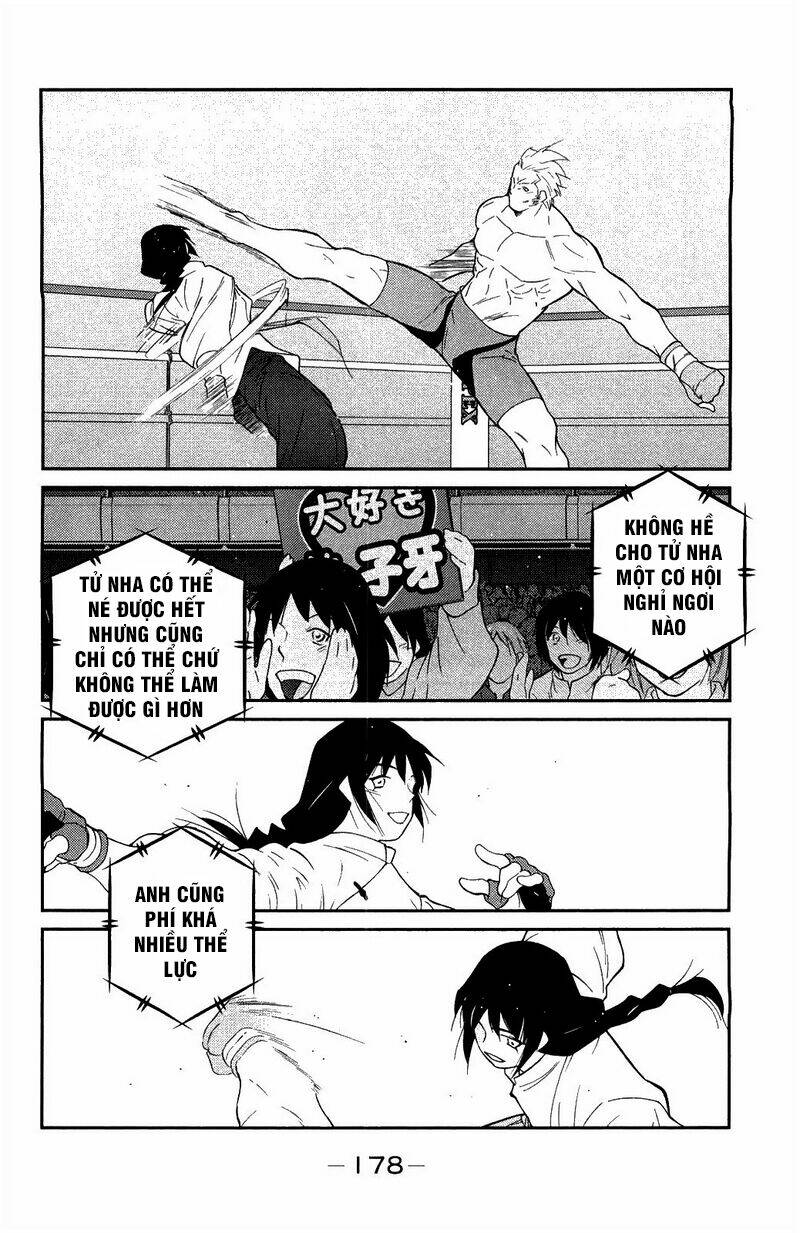 KHÔNG HỀ
CHO TỬ NHA
MỘT CƠ HỘI
NGHỈ NGƠI
NÀO
大好き
子牙
TỬ NHA CÓ THỂ
NÉ ĐƯỢC HẾT
NHƯNG CŨNG
CHỈ CÓ THỂ CHỨ
KHÔNG THỂ LÀM
ĐƯỢC GÌ HƠN
ANH CŨNG
PHÍ KHÁ
NHIỀU THỂ
LỰC
-178-